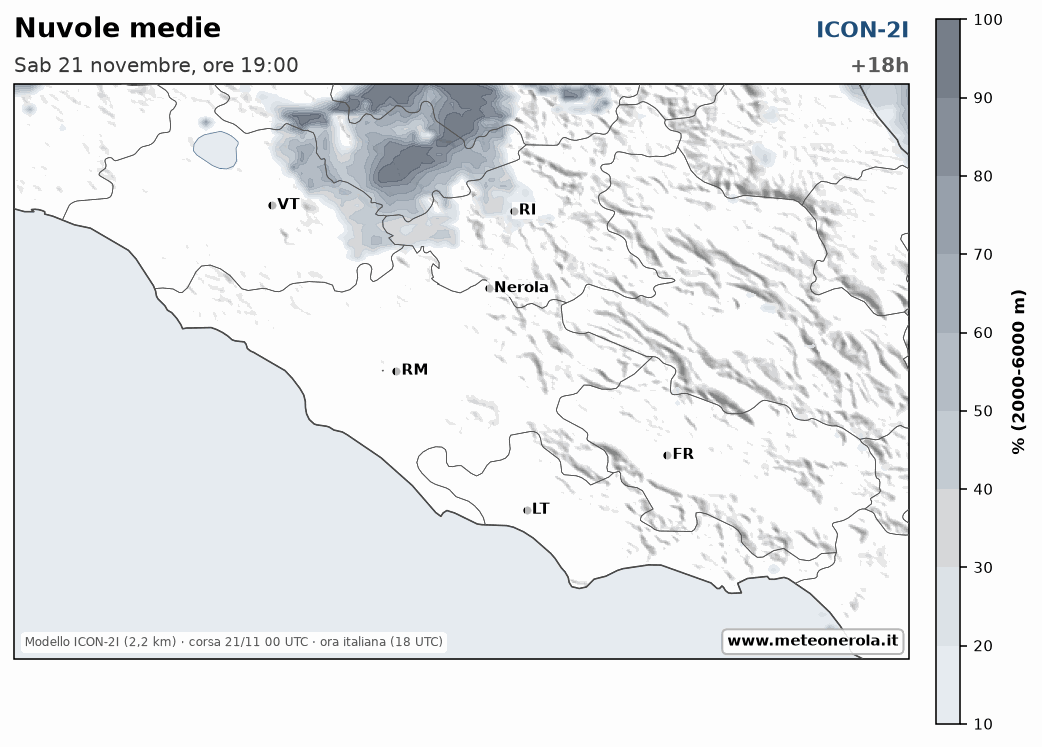 Nuvole medie
ICON-2I
Sab 21 novembre, ore 19:00
+18h
VT
RI
Nerola
RM
FR
LT
Modello ICON-2I (2,2 km) · corsa 21/11 00 UTC · ora italiana (18 UTC)
www.meteonerola.it
100
90
80
70
60
50
40
30
20
10
% (2000-6000 m)